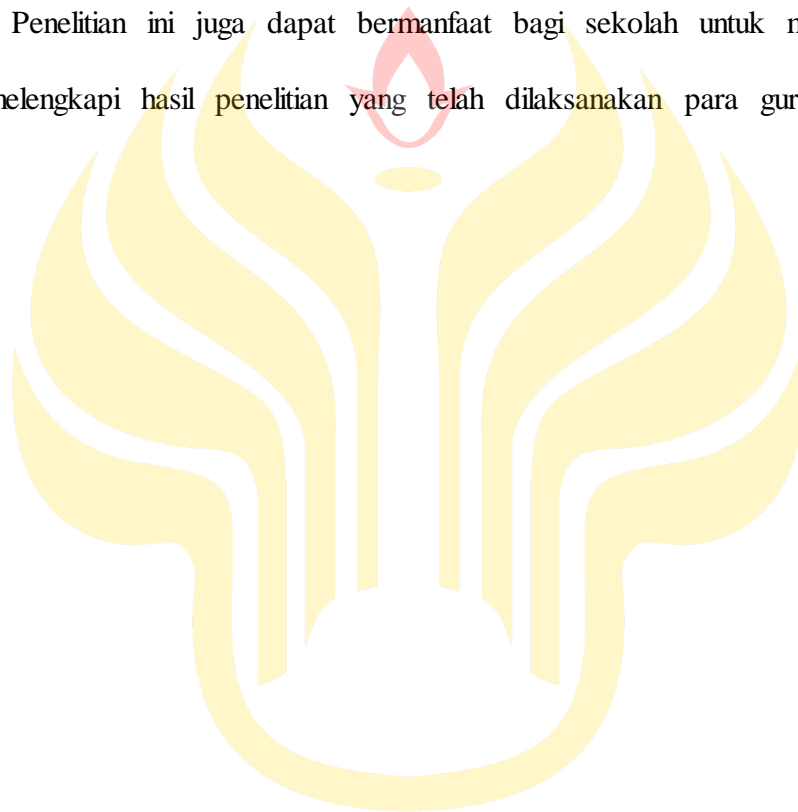 Penelitian ini juga dapat bermanfaat bagi sekolah untuk
hasil penelitian yang telah dilaksanakan para